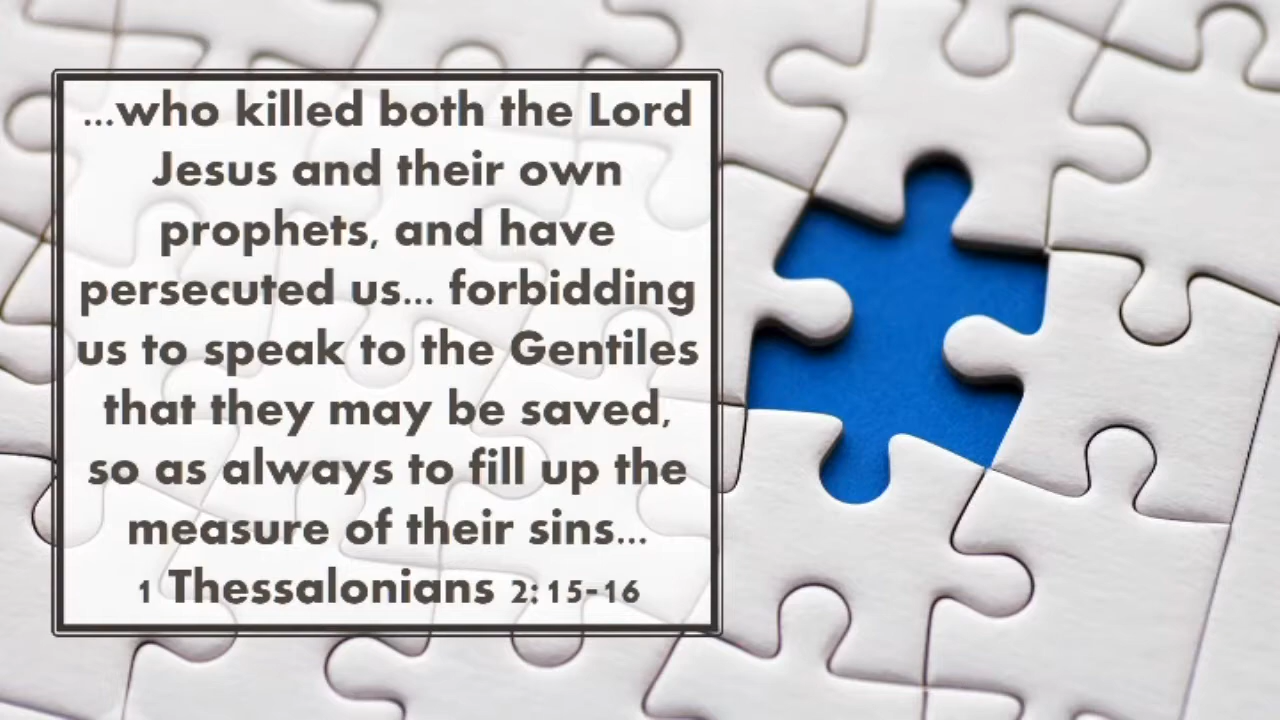 ...who killed both the Lord
Jesus and their own
prophets, and have
persecuted us... forbidding
us to speak to the Gentiles
that they may be saved,
so as always to fill up the
measure of their sins...
1 Thessalonians 2:15-16